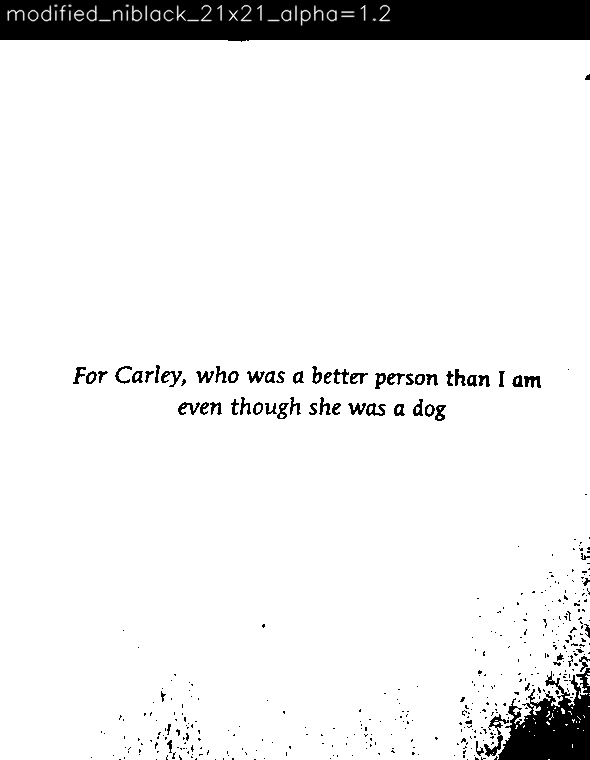 modified_niblack_21x21_alpha=1.2
For Carley, who was a better person than I am
even though she was a dog